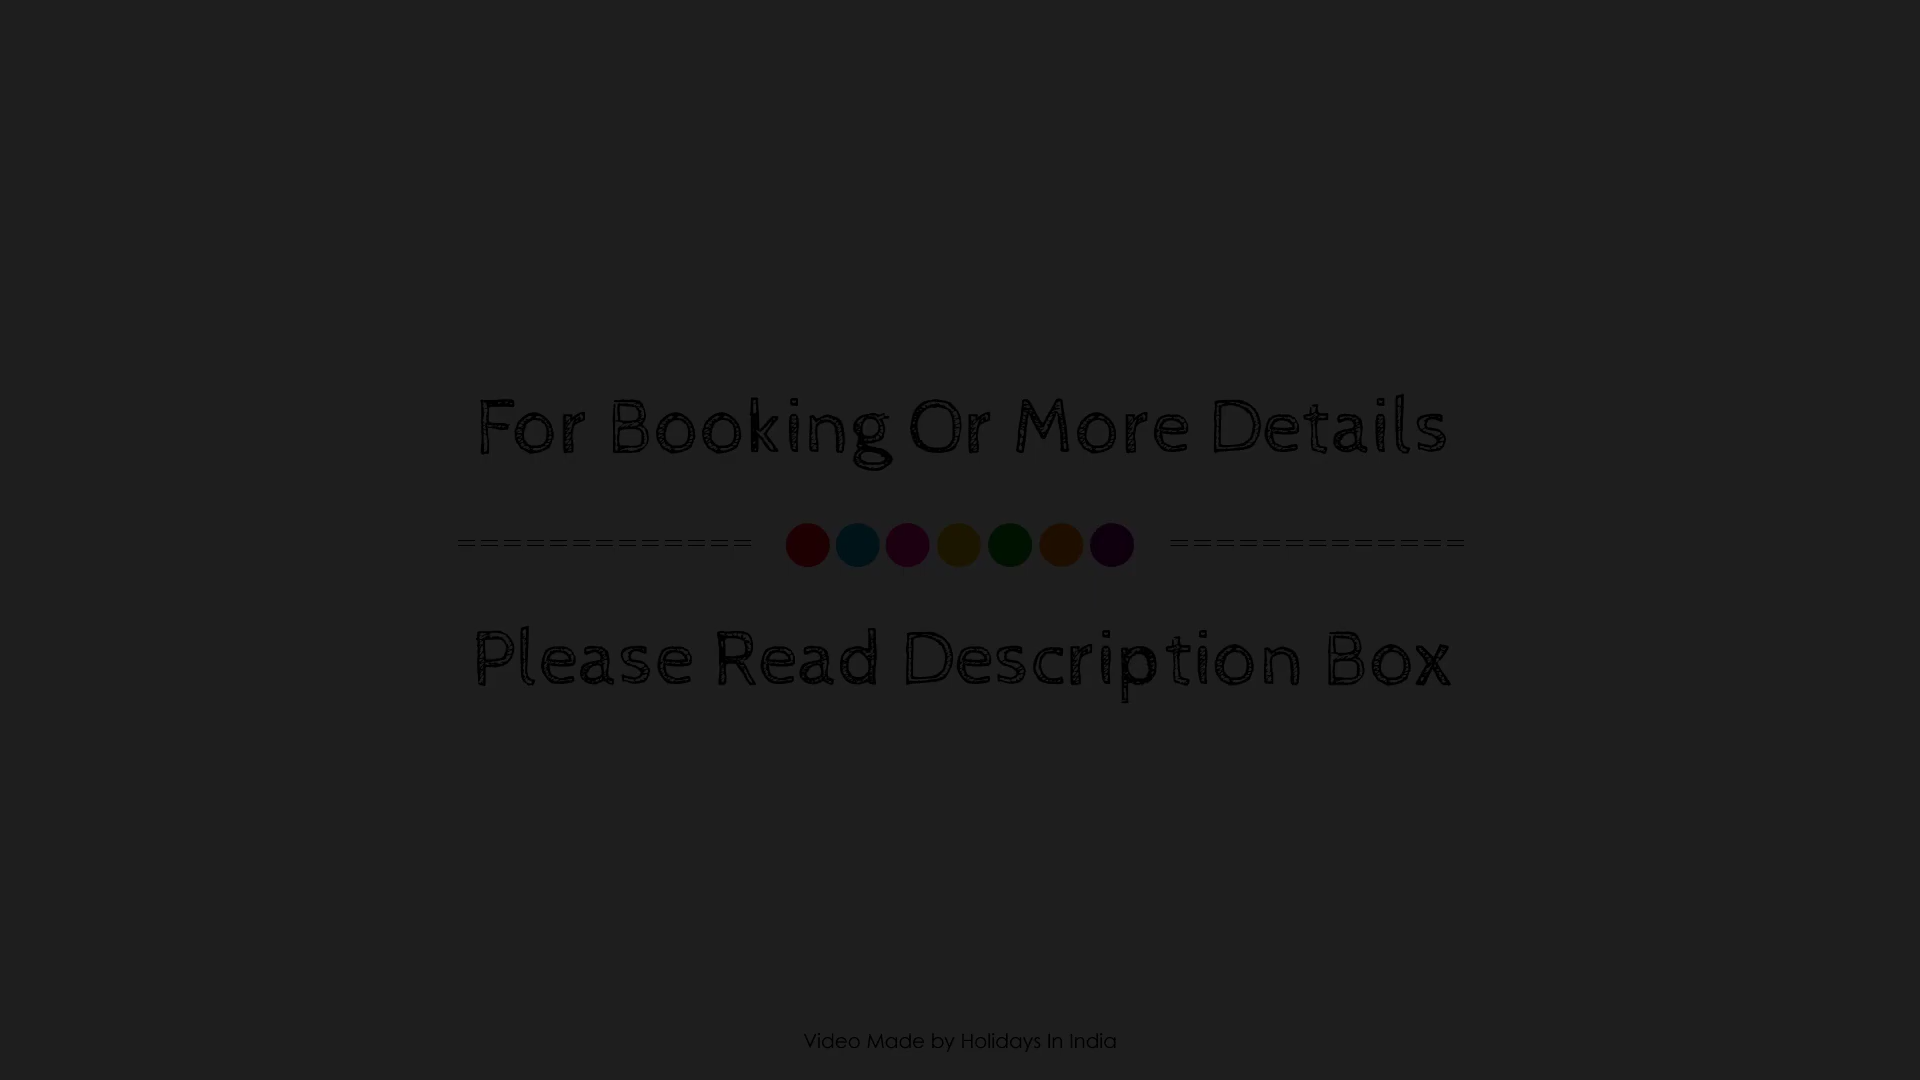 For Booking Or More Details
============= =============
Please Read Description Box
Video Made by Holidays In India